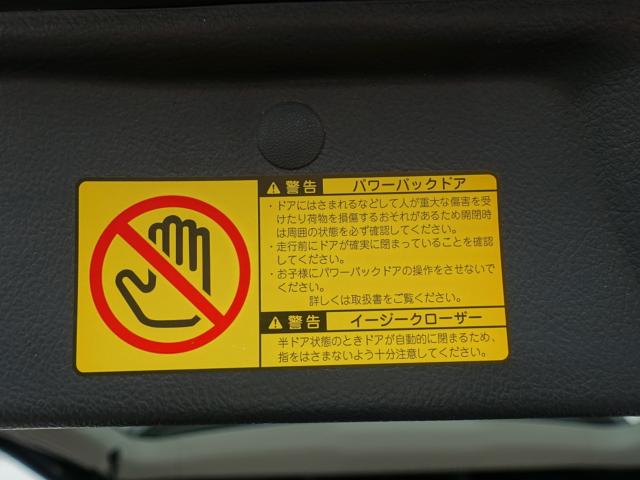 警告 パワーバックドア
・ドアにはさまれるなどして人が重大な傷害を受
けたり荷物を損傷するおそれがあるため開閉時
は周囲の状態を必ず確認してください。
・走行前にドアが確実に閉まっていることを確認
してください。
・お子様にパワーバックドアの操作をさせないで
ください。
詳しくは取扱書をご覧ください。
警告 イージークローザー
半ドア状態のときドアが自動的に閉まるため、
指をはさまないよう十分注意してください。